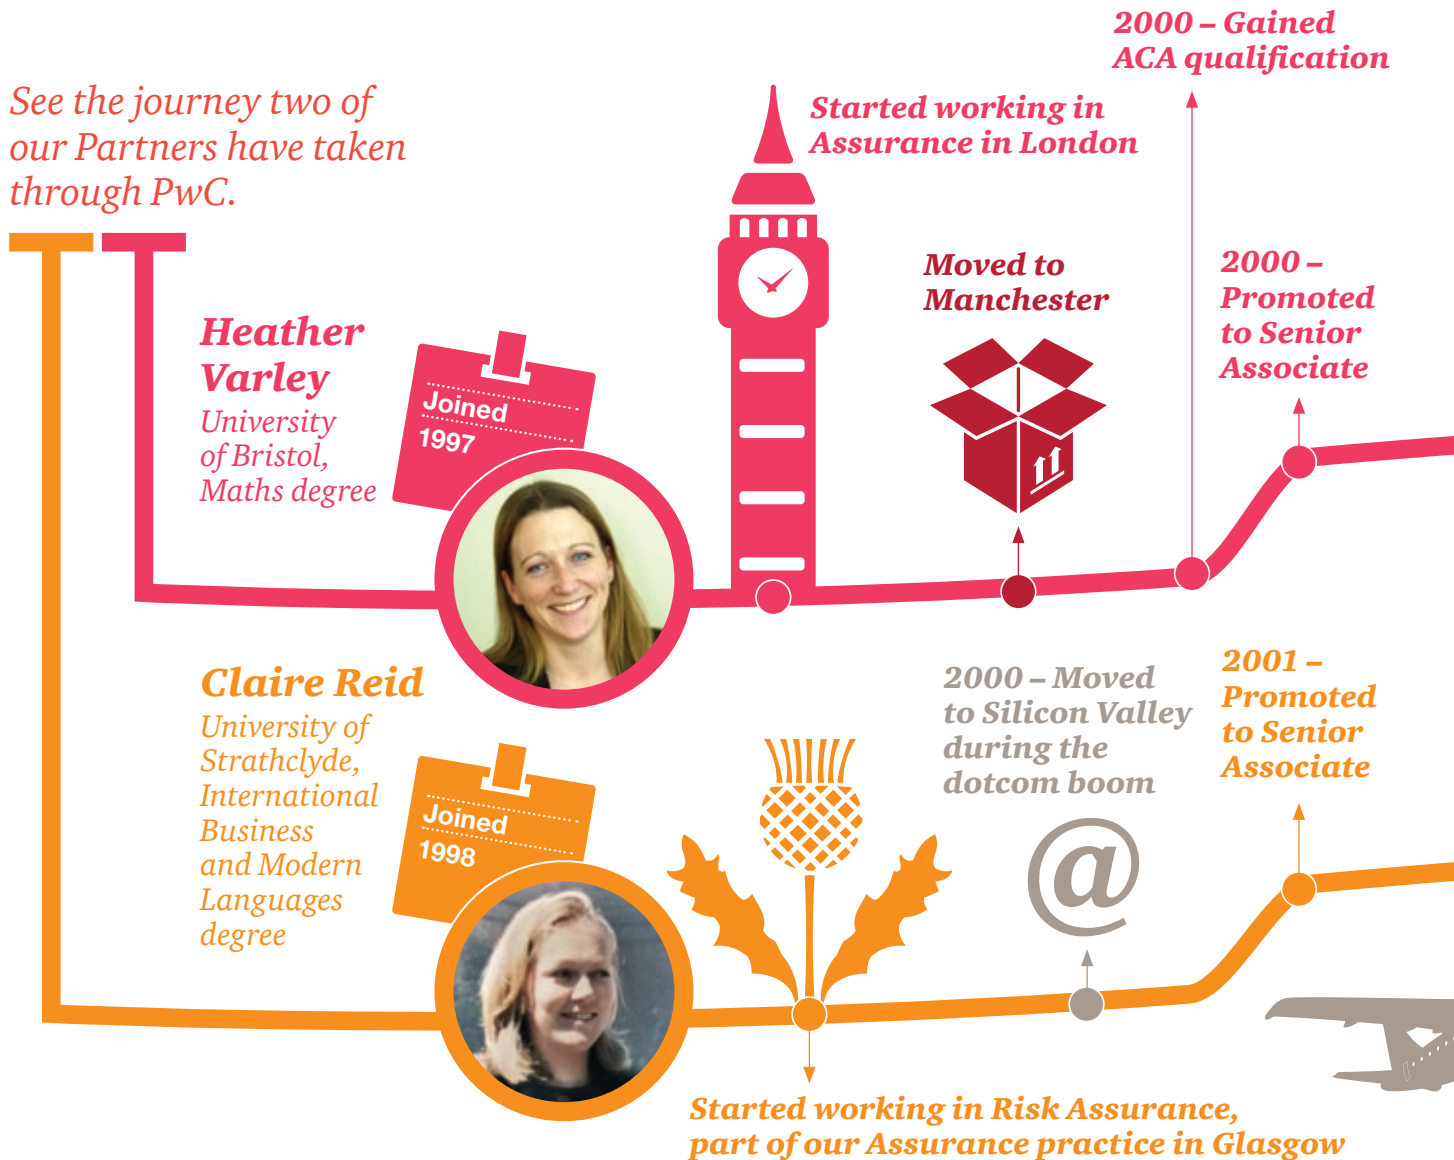 See the journey two of
our Partners have taken
through PwC.
Heather
Varley
University
of Bristol,
Maths degree
Joined
1997
Started working in
Assurance in London
Moved to
Manchester
2000 – Gained
ACA qualification
2000 –
Promoted
to Senior
Associate
Claire Reid
University of
Strathclyde,
International
Business
and Modern
Languages
degree
Joined
1998
Started working in Risk Assurance,
part of our Assurance practice in Glasgow
2000 – Moved
to Silicon Valley
during the
dotcom boom
@
2001 –
Promoted
to Senior
Associate